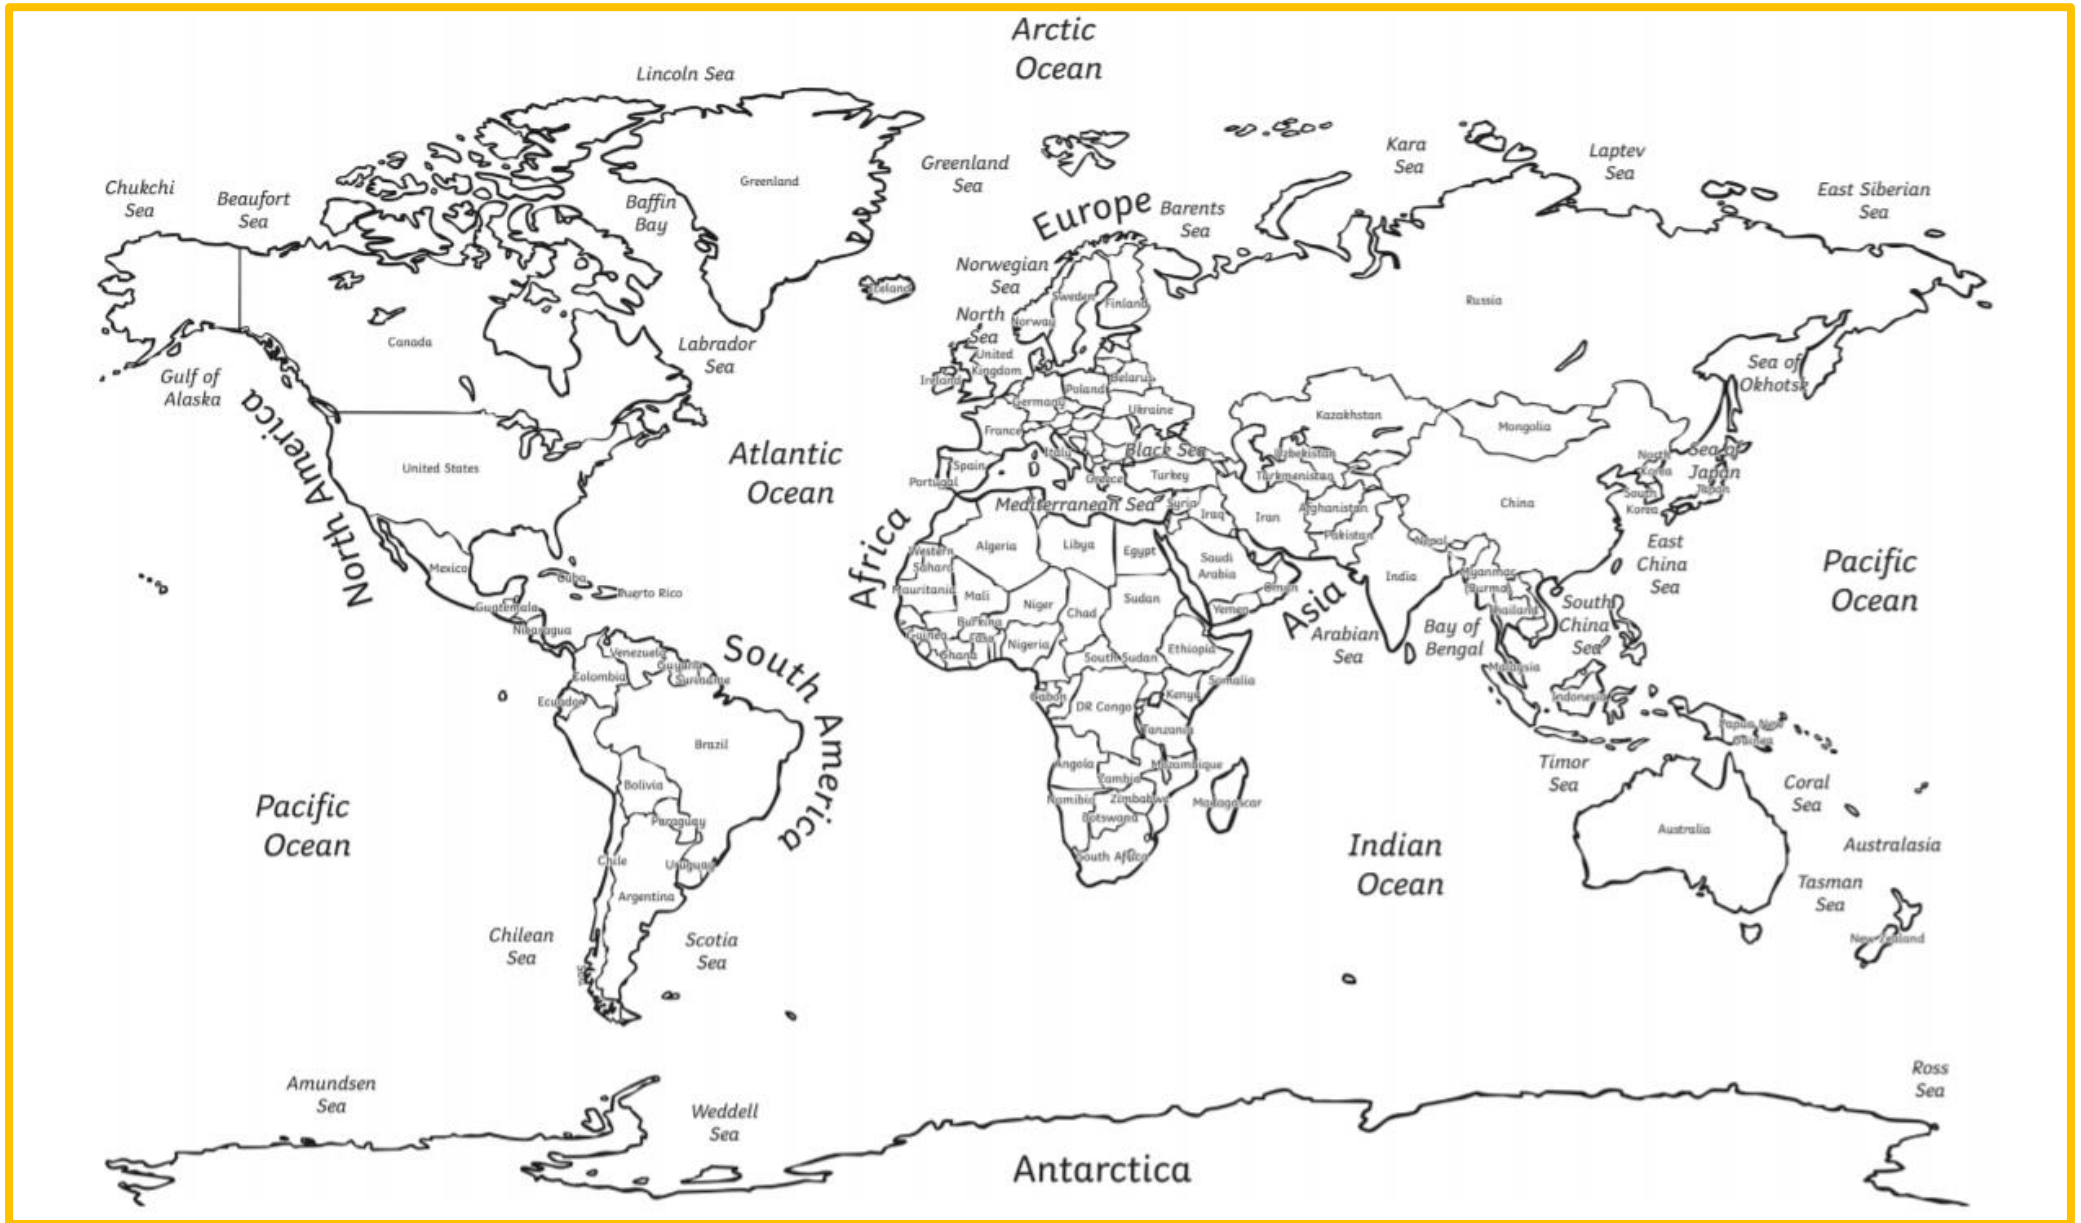 Arctic
Ocean
Lincoln Sea
Greenland
Sea
Kara
Sea
Laptev
Sea
Chukchi
Sea
Beaufort
Sea
Baffin
Bay
Greenland
Europe
Barents
Sea
East Siberian
Sea
Norwegian
Sea
Iceland
Sweden
Finland
Russia
North
Sea
Norway
Canada
Labrador
Sea
United
Kingdom
Ireland
Gulf of
Alaska
Poland
Belarus
Germany
Ukraine
Sea of
Okhotsk
North America
Kazakhstan
Mongolia
France
Italy
Black Sea
Uzbekistan
Turkmenistan
North
Korea
Sea of
Japan
Japan
United States
Atlantic
Ocean
Spain
Portugal
Greece
Turkey
Mediterranean Sea
Syria
Iraq
Iran
Afghanistan
Pakistan
China
South
Korea
Africa
Western
Sahara
Algeria
Libya
Egypt
Saudi
Arabia
Nepal
India
East
China
Sea
Pacific
Ocean
Mexico
Cuba
Puerto Rico
Guatemala
Nicaragua
Mauritania
Mali
Niger
Chad
Sudan
Oman
Yemen
Asia
Myanmar
(Burma)
Thailand
South
China
Sea
Burkina
Faso
Guinea
Ghana
Nigeria
South Sudan
Ethiopia
Somalia
Arabian
Sea
Bay of
Bengal
Malaysia
Indonesia
South America
Venezuela
Guyana
Suriname
Colombia
Ecuador
Gabon
DR Congo
Kenya
Tanzania
Papua New
Guinea
Brazil
Bolivia
Paraguay
Angola
Zambia
Mozambique
Namibia
Zimbabwe
Botswana
Madagascar
South Africa
Timor
Sea
Coral
Sea
Australia
Australasia
Pacific
Ocean
Chile
Uruguay
Argentina
Indian
Ocean
Tasman
Sea
New Zealand
Chilean
Sea
Scotia
Sea
Amundsen
Sea
Weddell
Sea
Ross
Sea
Antarctica